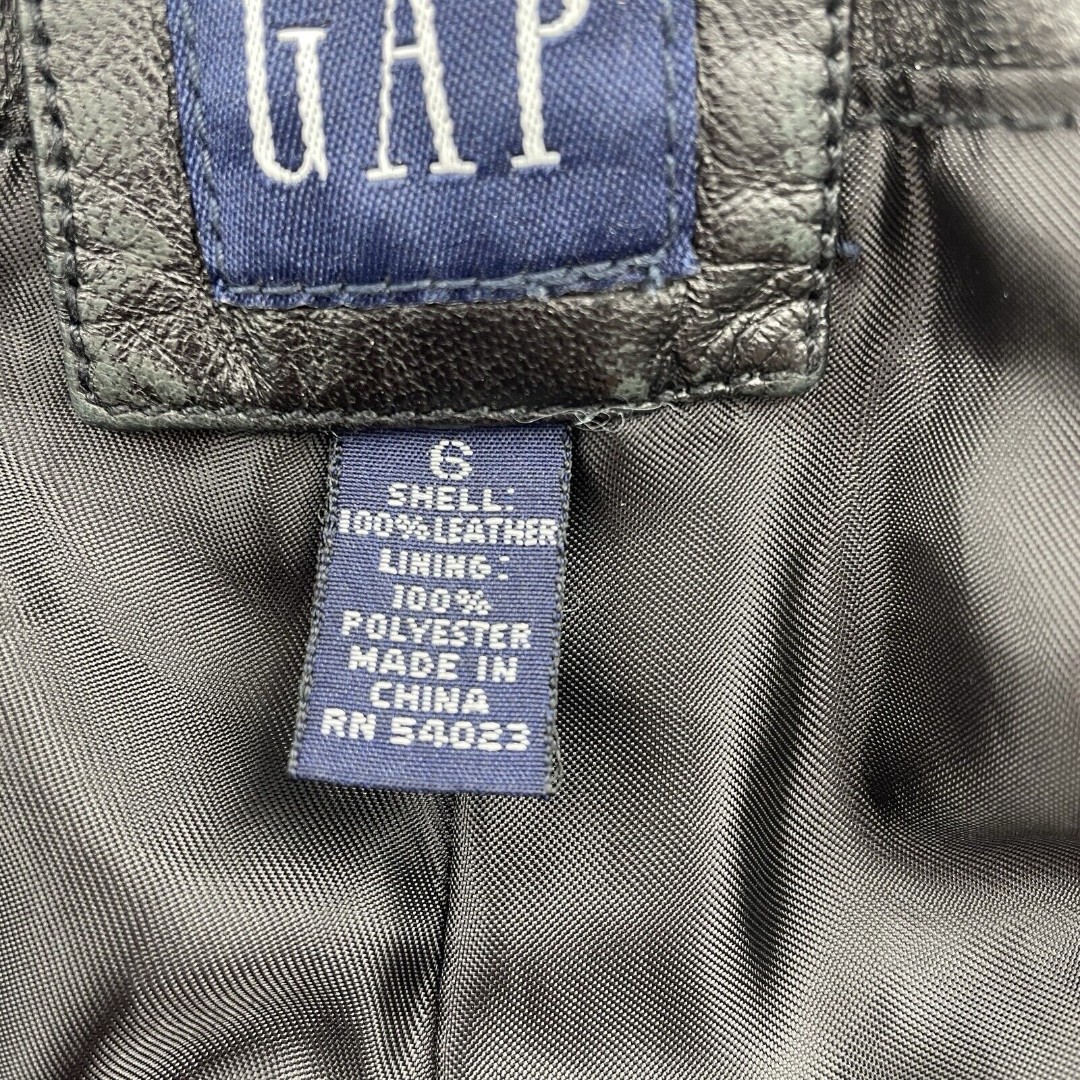 GAP
6
SHELL:
100% LEATHER
LINING:
100%
POLYESTER
MADE IN
CHINA
RN 54023